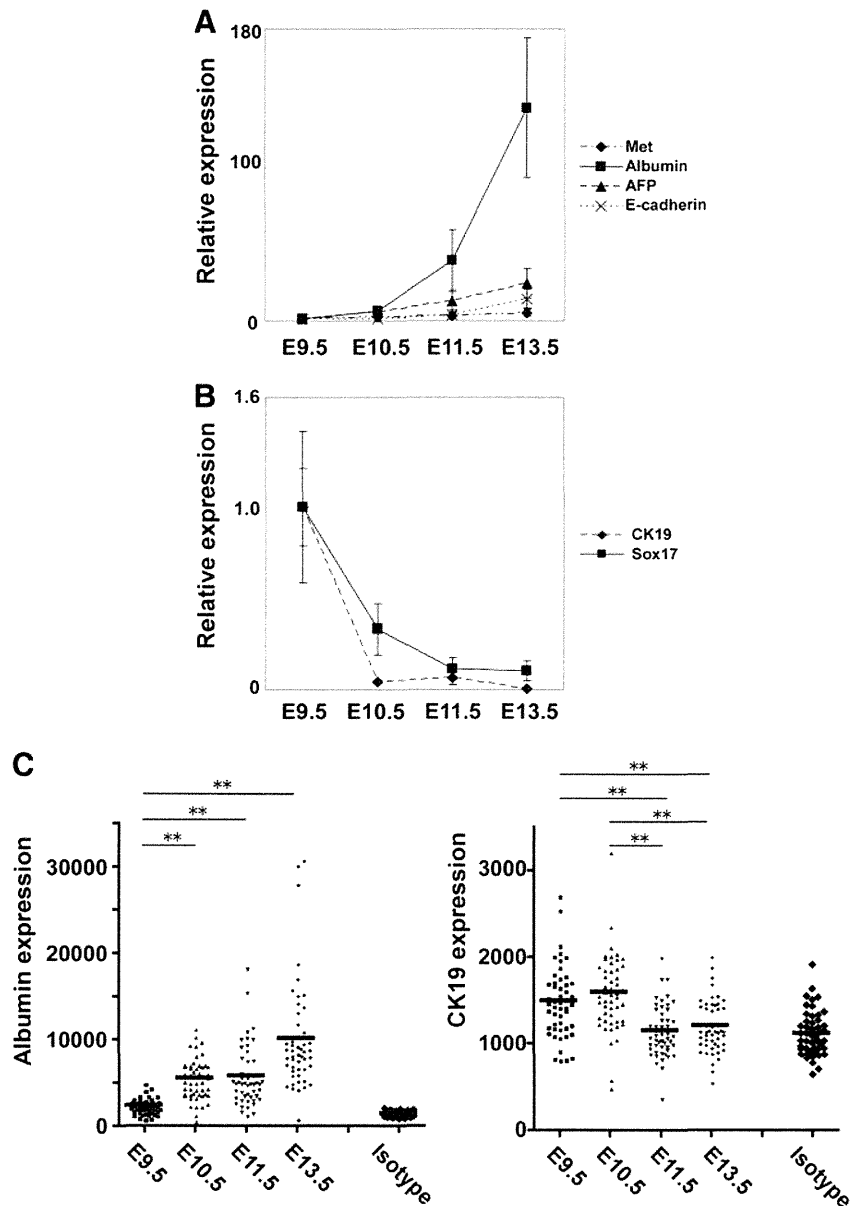 A
180
100
0
Relative expression
E9.5 E10.5 E11.5 E13.5
Met
Albumin
AFP
E-cadherin
B
1.6
1.0
0
Relative expression
E9.5 E10.5 E11.5 E13.5
CK19
Sox17
C
**
**
**
30000
20000
10000
0
Albumin expression
E9.5 E10.5 E11.5 E13.5 Isotype
**
**
**
**
3000
2000
1000
0
CK19 expression
E9.5 E10.5 E11.5 E13.5 Isotype